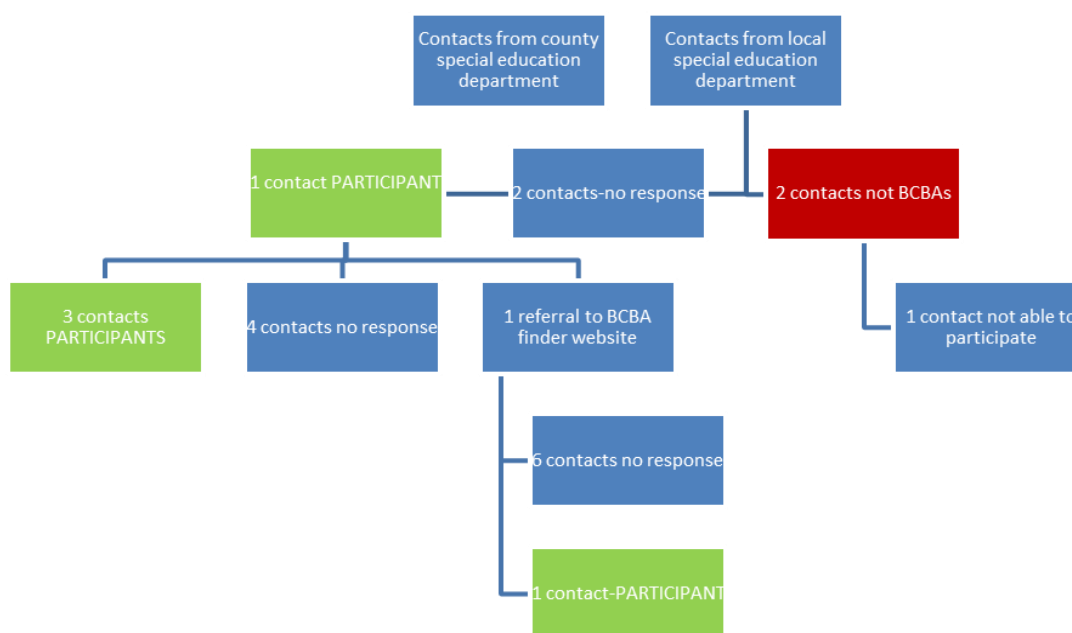 Contacts from county
special education
department
Contacts from local
special education
department
1 contact PARTICIPANT
2 contacts-no response
2 contacts not BCBAs
3 contacts
PARTICIPANTS
4 contacts no response
1 referral to BCBA
finder website
1 contact not able to
participate
6 contacts no response
1 contact-PARTICIPANT